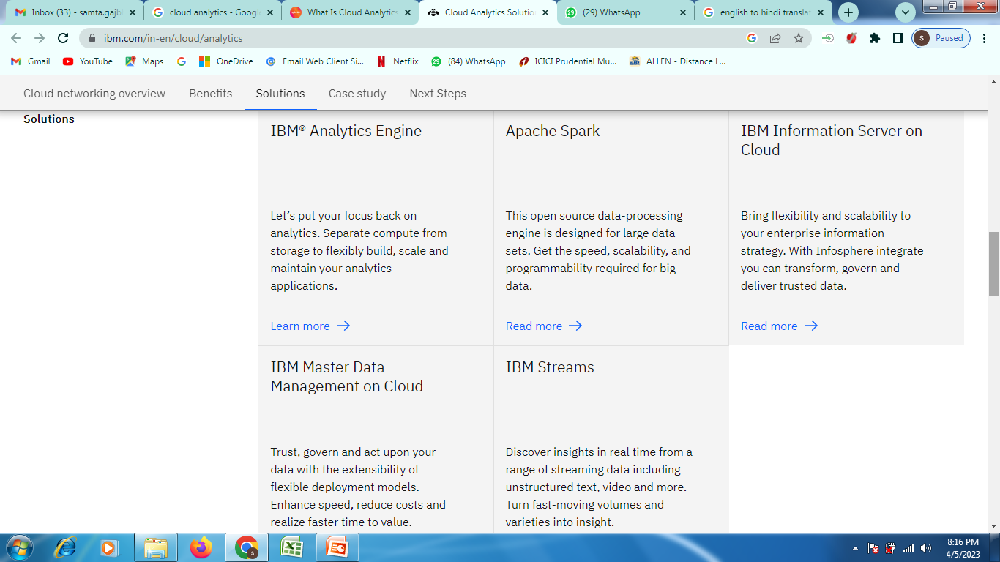 Inbox (33) - samta.gajb
cloud analytics - Googl
What Is Cloud Analytics
Cloud Analytics Solutio
(29) WhatsApp
english to hindi translat
ibm.com/in-en/cloud/analytics
S
Paused
Gmail
YouTube
Maps
OneDrive
Email Web Client Si...
Netflix
29
(84) WhatsApp
ICICI Prudential Mu...
ALLEN - Distance L...
Cloud networking overview
Benefits
Solutions
Case study
Next Steps
Solutions
IBM® Analytics Engine
Let’s put your focus back on
analytics. Separate compute from
storage to flexibly build, scale and
maintain your analytics
applications.
Learn more
Apache Spark
This open source data-processing
engine is designed for large data
sets. Get the speed, scalability, and
programmability required for big
data.
Read more
IBM Information Server on
Cloud
Bring flexibility and scalability to
your enterprise information
strategy. With Infosphere integrate
you can transform, govern and
deliver trusted data.
Read more
IBM Master Data
Management on Cloud
Trust, govern and act upon your
data with the extensibility of
flexible deployment models.
Enhance speed, reduce costs and
realize faster time to value.
IBM Streams
Discover insights in real time from a
range of streaming data including
unstructured text, video and more.
Turn fast-moving volumes and
varieties into insight.
8:16 PM
4/5/2023